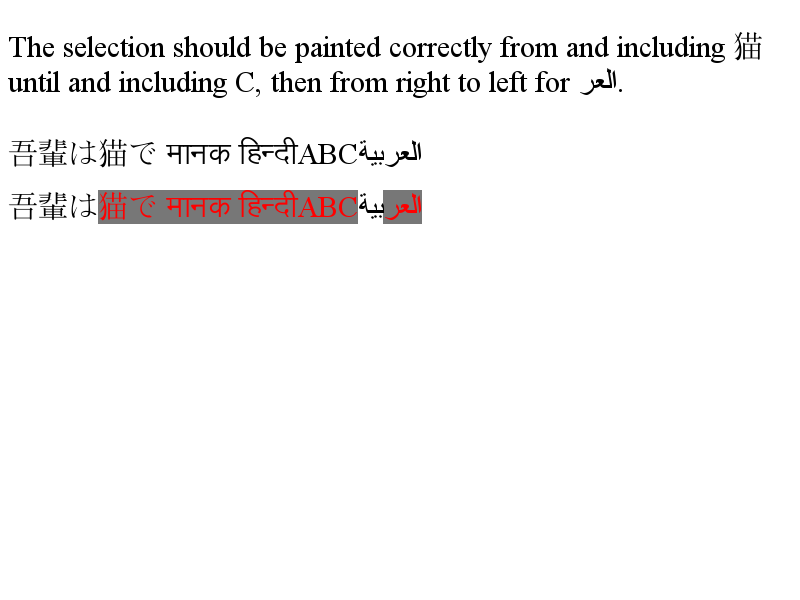 The selection should be painted correctly from and including 猫
until and including C, then from right to left for العر.
吾輩は猫で मानक हिन्दीABCالعربية
吾輩は猫で मानक हिन्दीABCالعربية